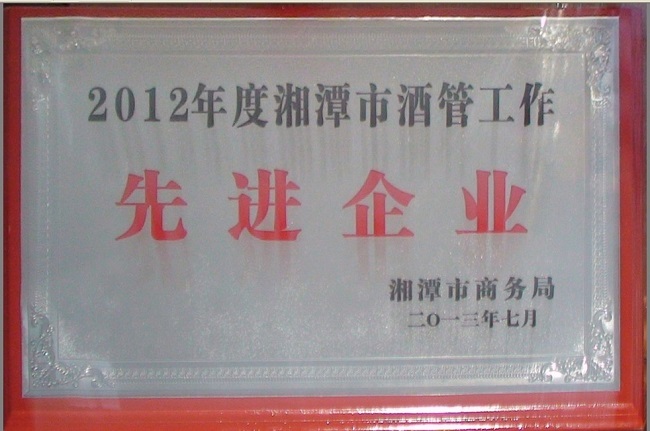 2012年度湘潭市酒管工作
先进企业
湘潭市商务局
二〇一三年七月